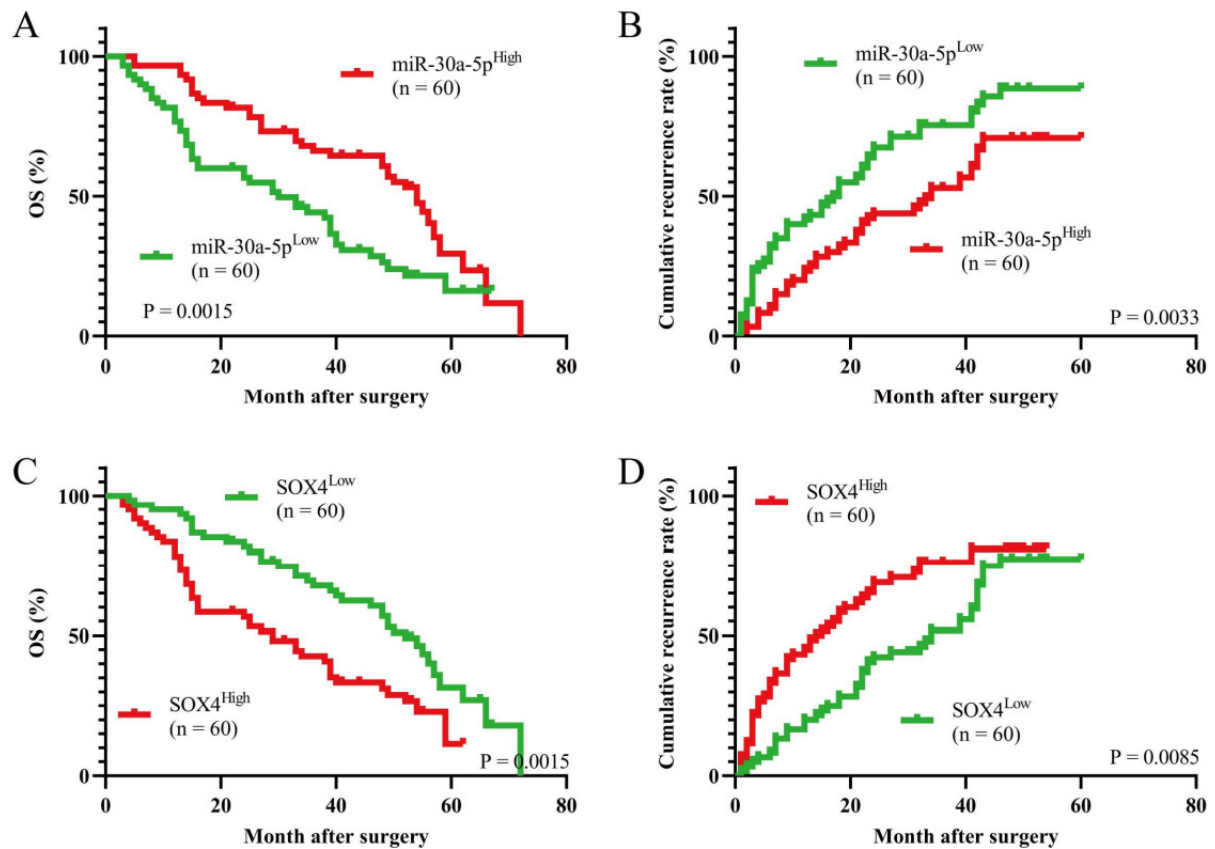 A
OS (%)
100
50
0
miR-30a-5pHigh
(n = 60)
miR-30a-5pLow
(n = 60)
P = 0.0015
0 20 40 60 80
Month after surgery
B
Cumulative recurrence rate (%)
100
50
0
miR-30a-5pLow
(n = 60)
miR-30a-5pHigh
(n = 60)
P = 0.0033
0 20 40 60 80
Month after surgery
C
OS (%)
100
50
0
SOX4Low
(n = 60)
SOX4High
(n = 60)
P = 0.0015
0 20 40 60 80
Month after surgery
D
Cumulative recurrence rate (%)
100
50
0
SOX4High
(n = 60)
SOX4Low
(n = 60)
P = 0.0085
0 20 40 60 80
Month after surgery